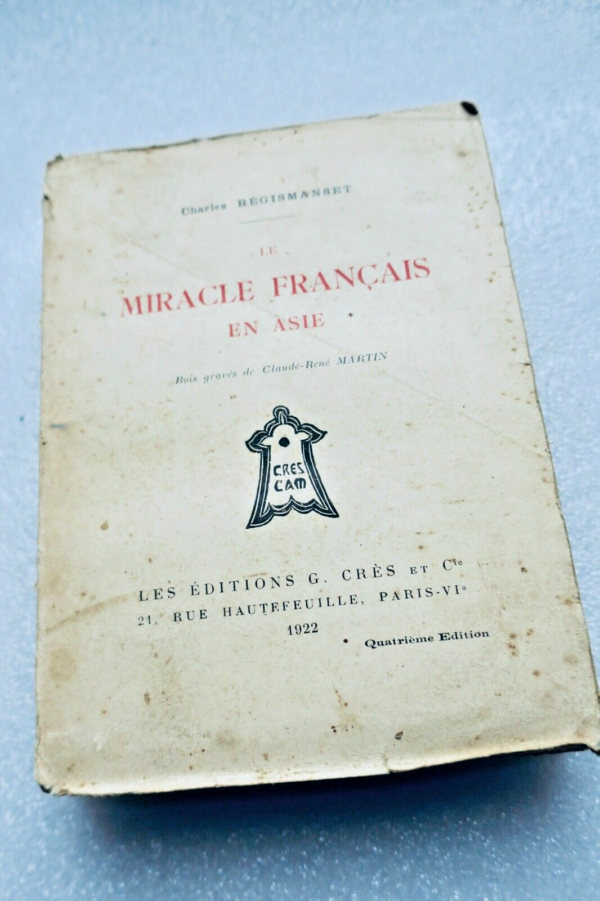 Charles RÉGISMANSET
LE
MIRACLE FRANÇAIS
EN ASIE
Bois gravés de Claude-René MARTIN
CRES
CAM
LES ÉDITIONS G. CRÈS ET Cie
21, RUE HAUTEFEUILLE, PARIS-VIe
1922
Quatrième Edition